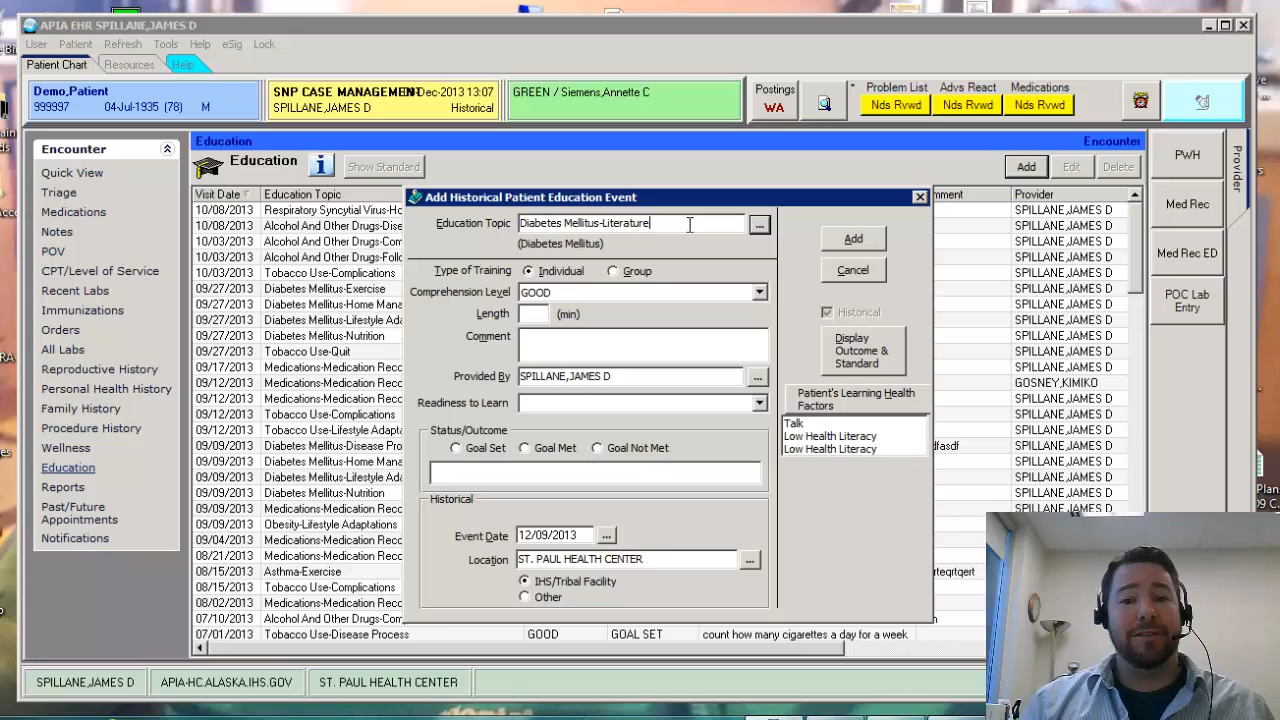 APIA EHR SPILLANE,JAMES D
User Patient Refresh Tools Help eSig Lock
Patient Chart Resources Help
Demo,Patient
999997 04-Jul-1935 (78) M
SNP CASE MANAGEMEN -Dec-2013 13:07
SPILLANE,JAMES D Historical
GREEN / Siemens,Annette C
Postings
WA
Problem List Advs React Medications
Nds Rvwd Nds Rvwd Nds Rvwd
Encounter
Quick View
Triage
Medications
Notes
POV
CPT/Level of Service
Recent Labs
Immunizations
Orders
All Labs
Reproductive History
Personal Health History
Family History
Procedure History
Wellness
Education
Reports
Past/Future
Appointments
Notifications
Education Encounter
Education i Show Standard Add Edit Delete
Visit Date Education Topic mment Provider
10/08/2013 Respiratory Syncytial Virus-Ho SPILLANE,JAMES D
10/08/2013 Alcohol And Other Drugs-Dise SPILLANE,JAMES D
10/03/2013 Alcohol And Other Drugs-Com SPILLANE,JAMES D
10/03/2013 Alcohol And Other Drugs-Follo SPILLANE,JAMES D
10/03/2013 Tobacco Use-Complications SPILLANE,JAMES D
09/27/2013 Diabetes Mellitus-Exercise SPILLANE,JAMES D
09/27/2013 Diabetes Mellitus-Home Mana SPILLANE,JAMES D
09/27/2013 Diabetes Mellitus-Lifestyle Ada SPILLANE,JAMES D
09/27/2013 Diabetes Mellitus-Nutrition SPILLANE,JAMES D
09/27/2013 Tobacco Use-Quit SPILLANE,JAMES D
09/17/2013 Medications-Medication Reco SPILLANE,JAMES D
09/12/2013 Medications-Medication Reco GOSNEY,KIMIKO
09/12/2013 Medications-Medication Reco SPILLANE,JAMES D
09/12/2013 Tobacco Use-Complications SPILLANE,JAMES D
09/12/2013 Medications-Medication Reco SPILLANE,JAMES D
09/09/2013 Diabetes Mellitus-Disease Pro dfasdf SPILLANE,JAMES D
09/09/2013 Diabetes Mellitus-Home Mana SPILLANE,JAMES D
09/09/2013 Diabetes Mellitus-Lifestyle Ada SPILLANE,JAMES D
09/09/2013 Diabetes Mellitus-Nutrition SPILLANE,JAMES D
09/09/2013 Medications-Medication Reco SPILLANE,JAMES D
09/09/2013 Obesity-Lifestyle Adaptations
09/04/2013 Medications-Medication Reco
08/21/2013 Medications-Medication Reco
08/15/2013 Asthma-Exercise rteqrtqert
08/15/2013 Tobacco Use-Complications
08/02/2013 Medications-Medication Reco
07/10/2013 Alcohol And Other Drugs-Com
07/01/2013 Tobacco Use-Disease Process GOOD GOAL SET count how many cigarettes a day for a week
Add Historical Patient Education Event
Education Topic Diabetes Mellitus-Literature ...
(Diabetes Mellitus)
Type of Training Individual Group
Comprehension Level GOOD
Length (min)
Comment
Provided By SPILLANE,JAMES D ...
Readiness to Learn
Status/Outcome
Goal Set Goal Met Goal Not Met
Historical
Event Date 12/09/2013 ...
Location ST. PAUL HEALTH CENTER ...
IHS/Tribal Facility
Other
Add
Cancel
Historical
Display
Outcome &
Standard
Patient's Learning Health
Factors
Talk
Low Health Literacy
Low Health Literacy
PWH
Med Rec
Med Rec ED
POC Lab
Entry
Provider
SPILLANE,JAMES D APIA-HC.ALASKA.IHS.GOV ST. PAUL HEALTH CENTER